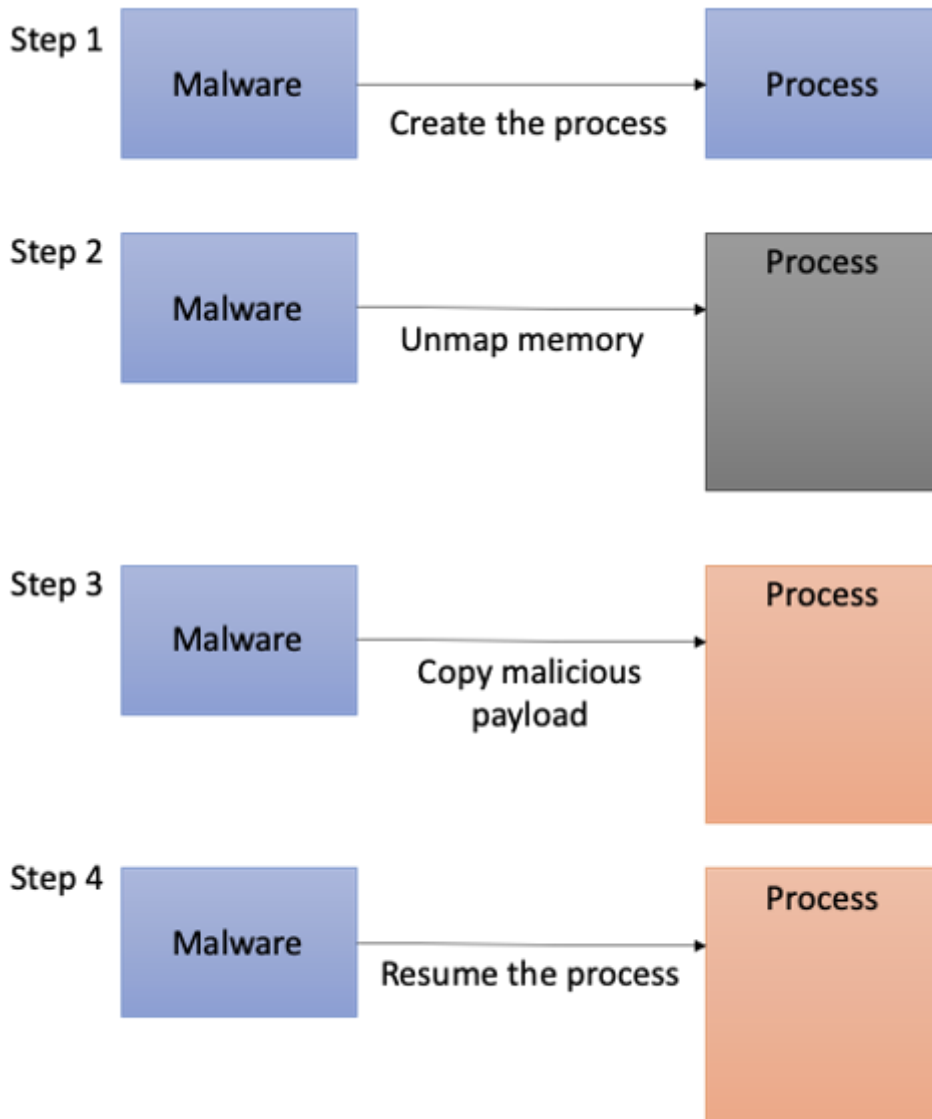 Step 1
Malware
Process
Create the process
Step 2
Process
Malware
Unmap memory
Step 3
Process
Malware
Copy malicious
payload
Step 4
Process
Malware
Resume the process